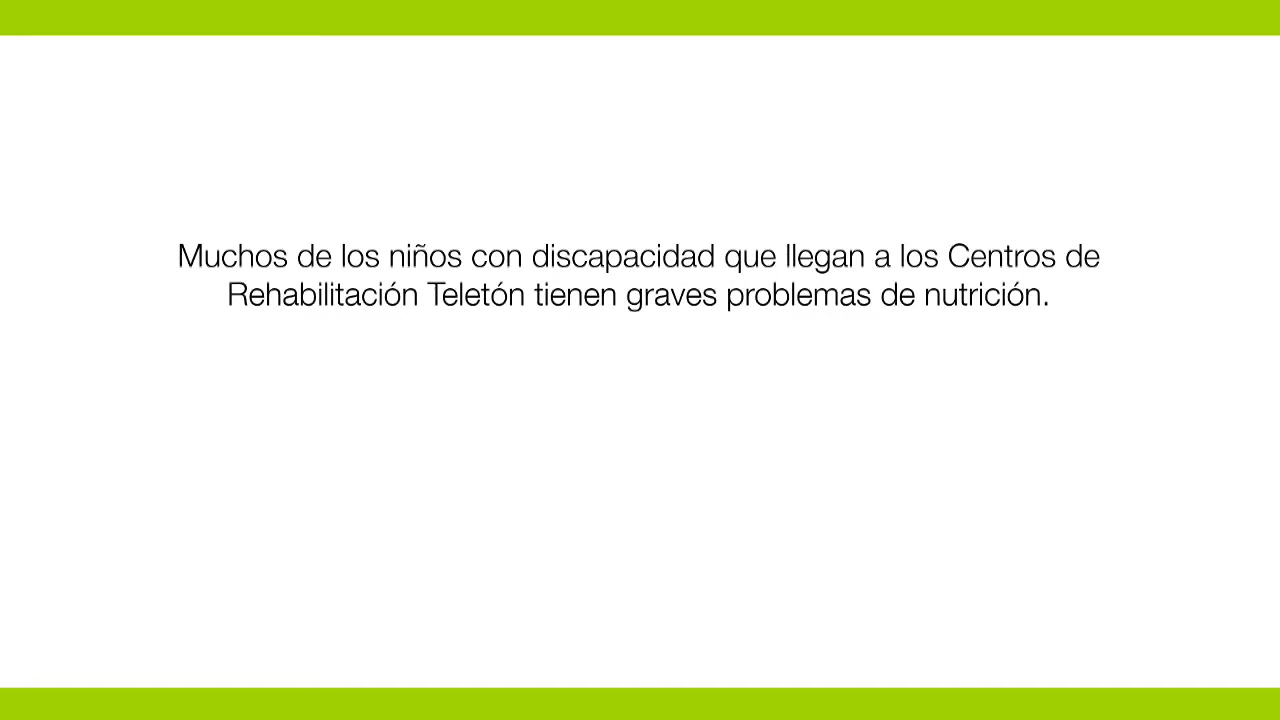 Muchos de los niños con discapacidad que llegan a los Centros de
Rehabilitación Teletón tienen graves problemas de nutrición.